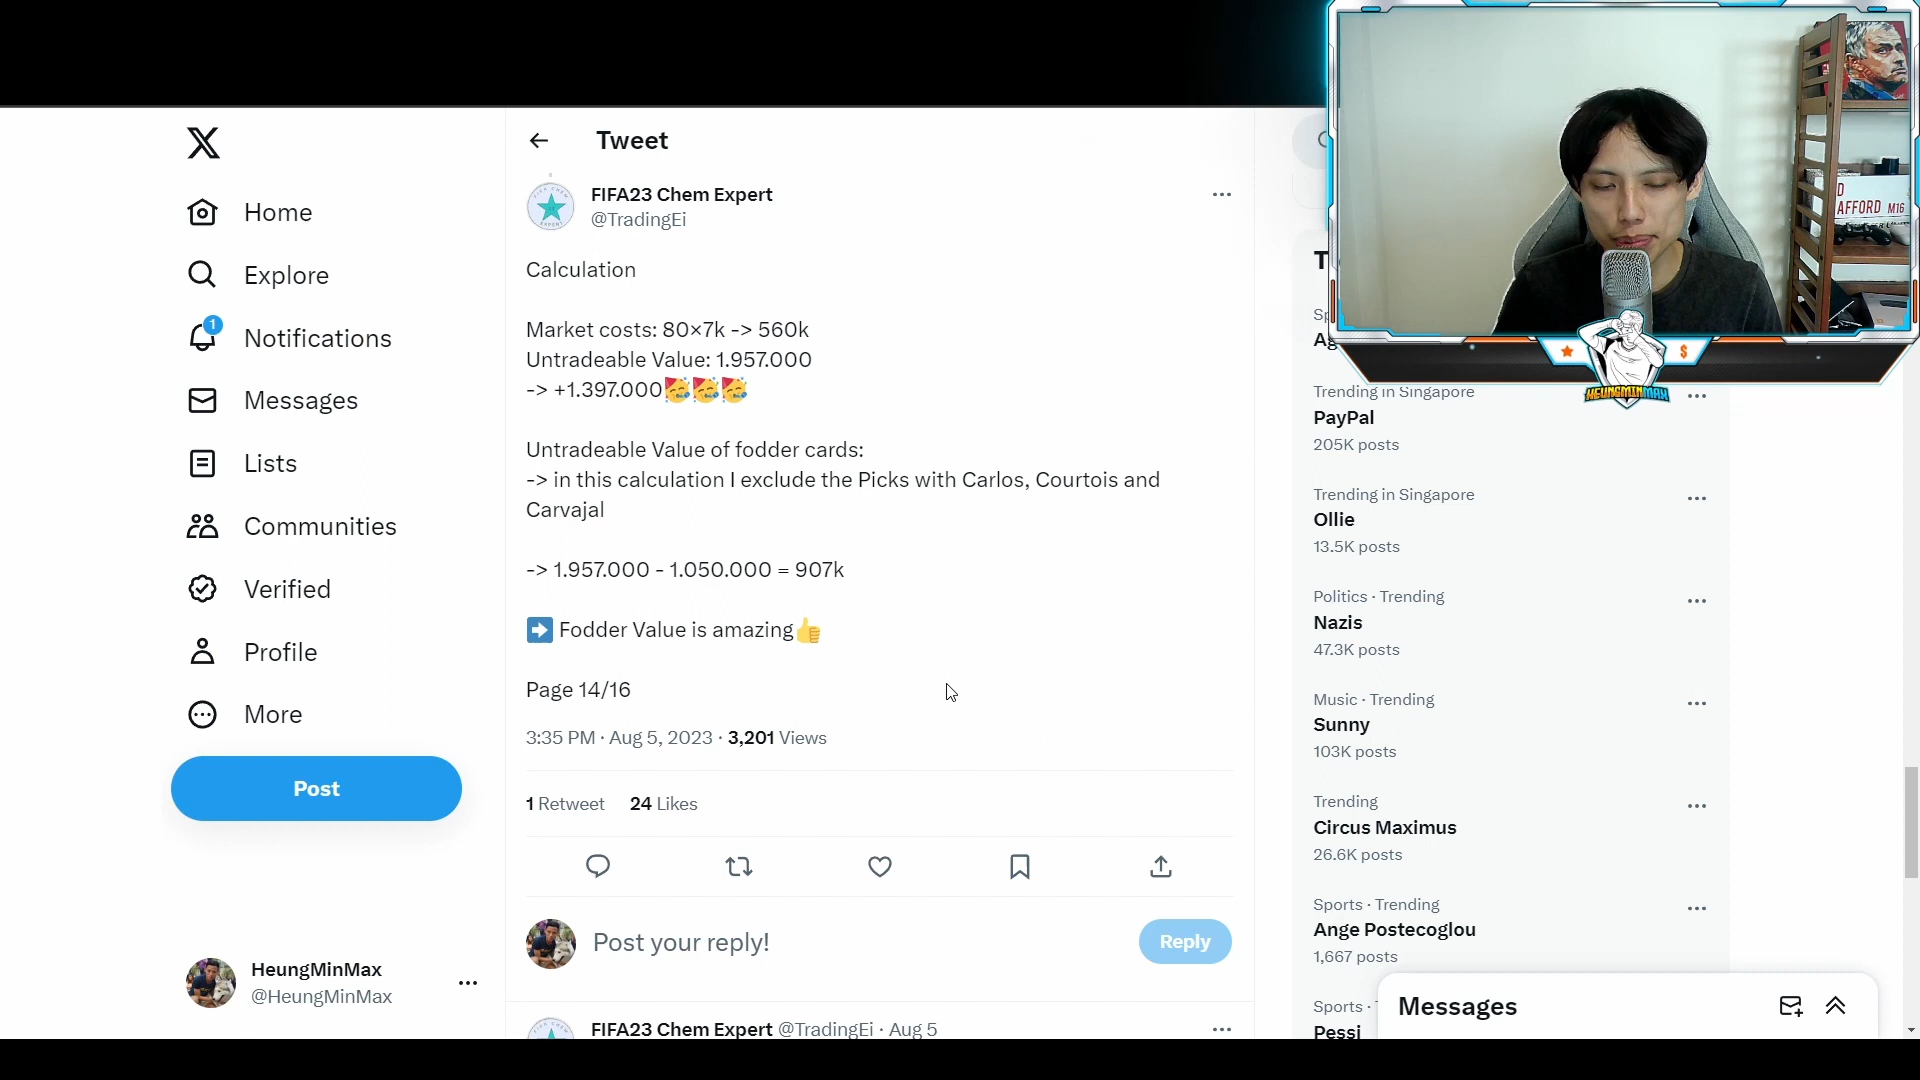 X
Home
Explore
1
Notifications
Messages
Lists
Communities
Verified
Profile
More
Post
HeungMinMax
@HeungMinMax
Tweet
FIFA23 Chem Expert
@TradingEi
Calculation
Market costs: 80×7k -> 560k
Untradeable Value: 1.957.000
-> +1.397.000🥳🥳🥳
Untradeable Value of fodder cards:
-> in this calculation I exclude the Picks with Carlos, Courtois and
Carvajal
-> 1.957.000 - 1.050.000 = 907k
➡️ Fodder Value is amazing👍
Page 14/16
3:35 PM · Aug 5, 2023 · 3,201 Views
1 Retweet 24 Likes
Post your reply!
Reply
FIFA23 Chem Expert @TradingEi · Aug 5
Trending in Singapore
PayPal
205K posts
Trending in Singapore
Ollie
13.5K posts
Politics · Trending
Nazis
47.3K posts
Music · Trending
Sunny
103K posts
Trending
Circus Maximus
26.6K posts
Sports · Trending
Ange Postecoglou
1,667 posts
Sports ·
Pessi
Messages
AFFORD M16
HEUNGMINMAX